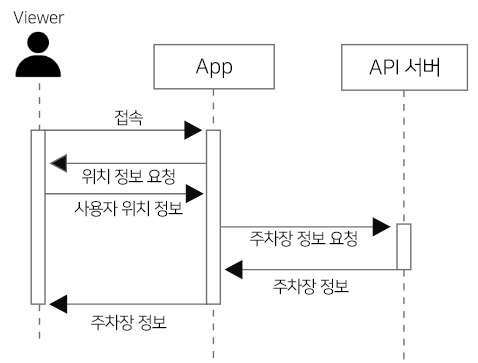 Viewer
App
API 서버
접속
위치 정보 요청
사용자 위치 정보
주차장 정보 요청
주차장 정보
주차장 정보